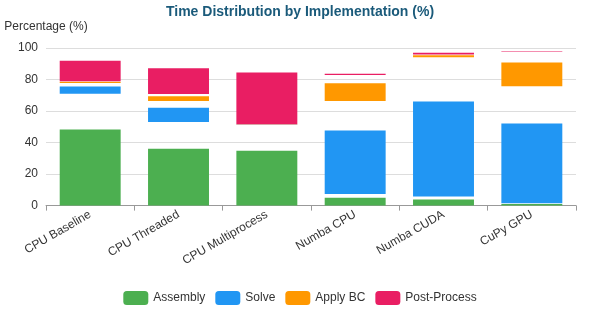 Time Distribution by Implementation (%)
Percentage (%)
100
80
60
40
20
0
CPU Baseline
CPU Threaded
CPU Multiprocess
Numba CPU
Numba CUDA
CuPy GPU
Assembly Solve Apply BC Post-Process